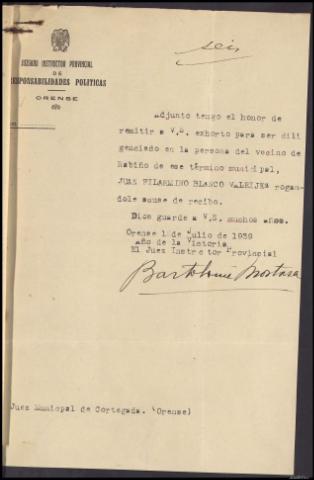 seis
JUZGADO INSTRUCTOR PROVINCIAL
DE
RESPONSABILIDADES POLITICAS
ORENSE
Adjunto tengo el honor de
remitir a V,S. exhorto para ser dili
genciado en la persona del vecino de
Rabiño de ese término municipal,
JUAN FILARMINO BLANCO VALEIJE rogan-
dole acuse de recibo.
Dios guarde a V,S. muchos años.
Orense 1 de Julio de 1939
Año de la Victoria
El Juez Instructor Provincial
Bartolomé
Juez Municipal de Cortegada. (Orense)